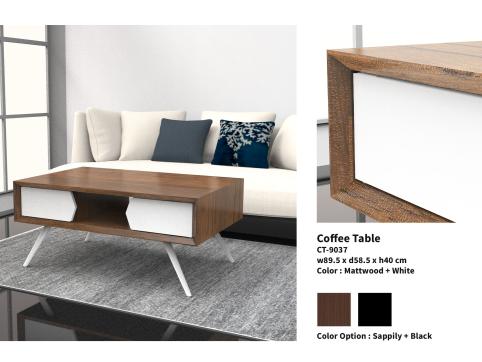 Coffee Table
CT-9037
w89.5 x d58.5 x h40 cm
Color : Mattwood + White
Color Option : Sappily + Black